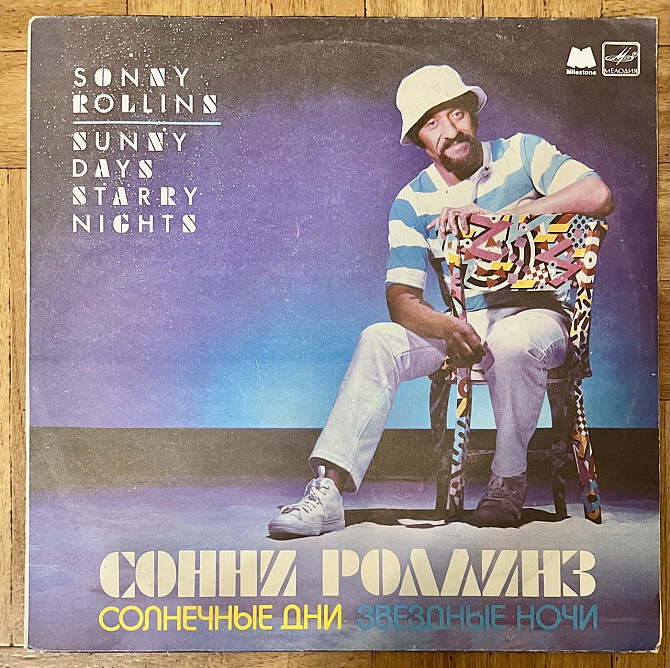 SONNY
ROLLINS
SUNNY
DAYS
STARRY
NIGHTS
Milestone
МЕЛОДИЯ
СОННИ РОЛЛИНЗ
СОЛНЕЧНЫЕ ДНИ ЗВЕЗДНЫЕ НОЧИ